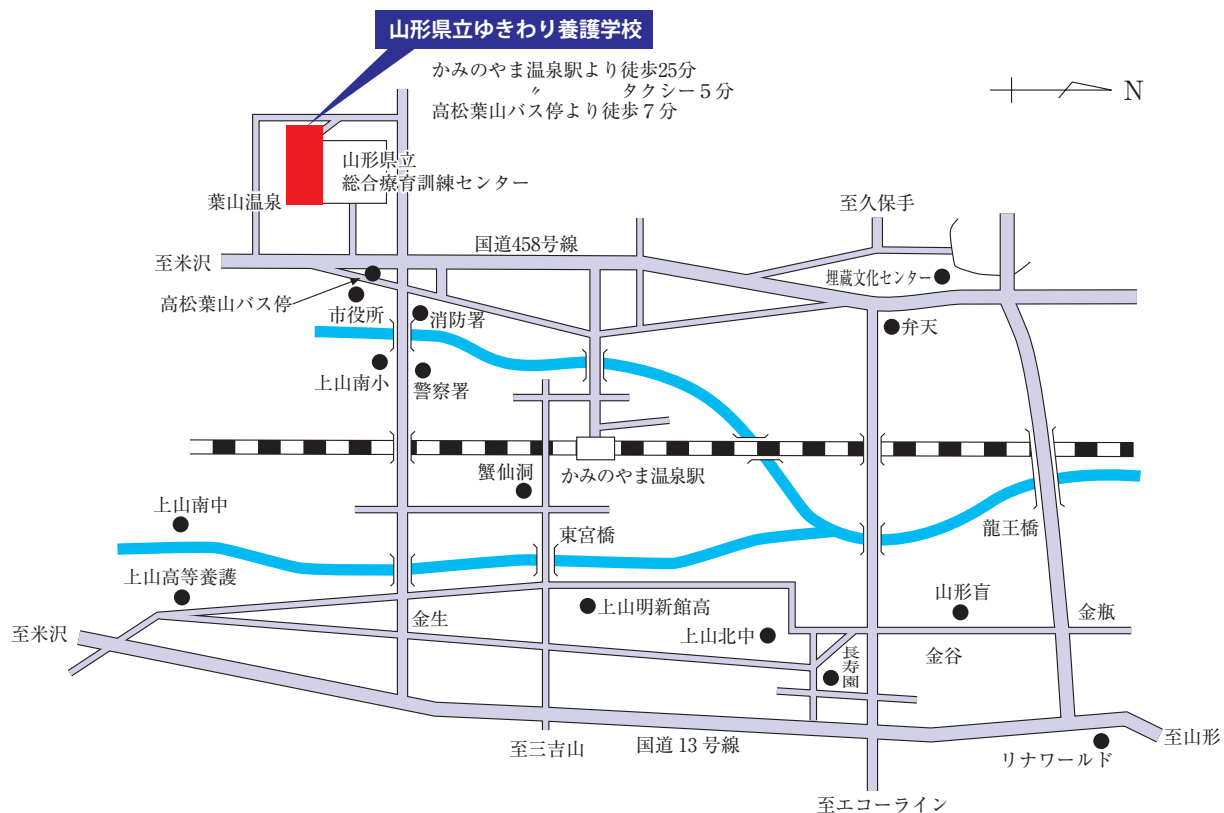 山形県立ゆきわり養護学校
かみのやま温泉駅より徒歩25分
〃 タクシー５分
高松葉山バス停より徒歩７分
N
山形県立
総合療育訓練センター
葉山温泉
至久保手
国道458号線
至米沢
埋蔵文化センター
高松葉山バス停
市役所
消防署
弁天
上山南小
警察署
蟹仙洞
かみのやま温泉駅
上山南中
東宮橋
龍王橋
上山高等養護
山形盲
上山明新館高
金生
金瓶
至米沢
上山北中
長寿園
金谷
至三吉山
国道13号線
至山形
リナワールド
至エコーライン